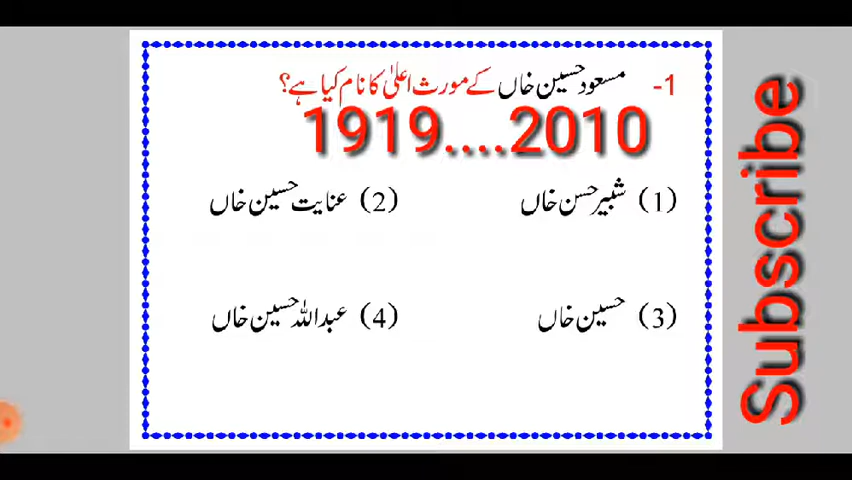 1- مسعود حسین خاں کے مورث اعلیٰ کا نام کیا ہے؟
1919....2010
(1) شبیر حسن خاں (2) عنایت حسین خاں
(3) حسین خاں (4) عبداللہ حسین خاں
Subscribe